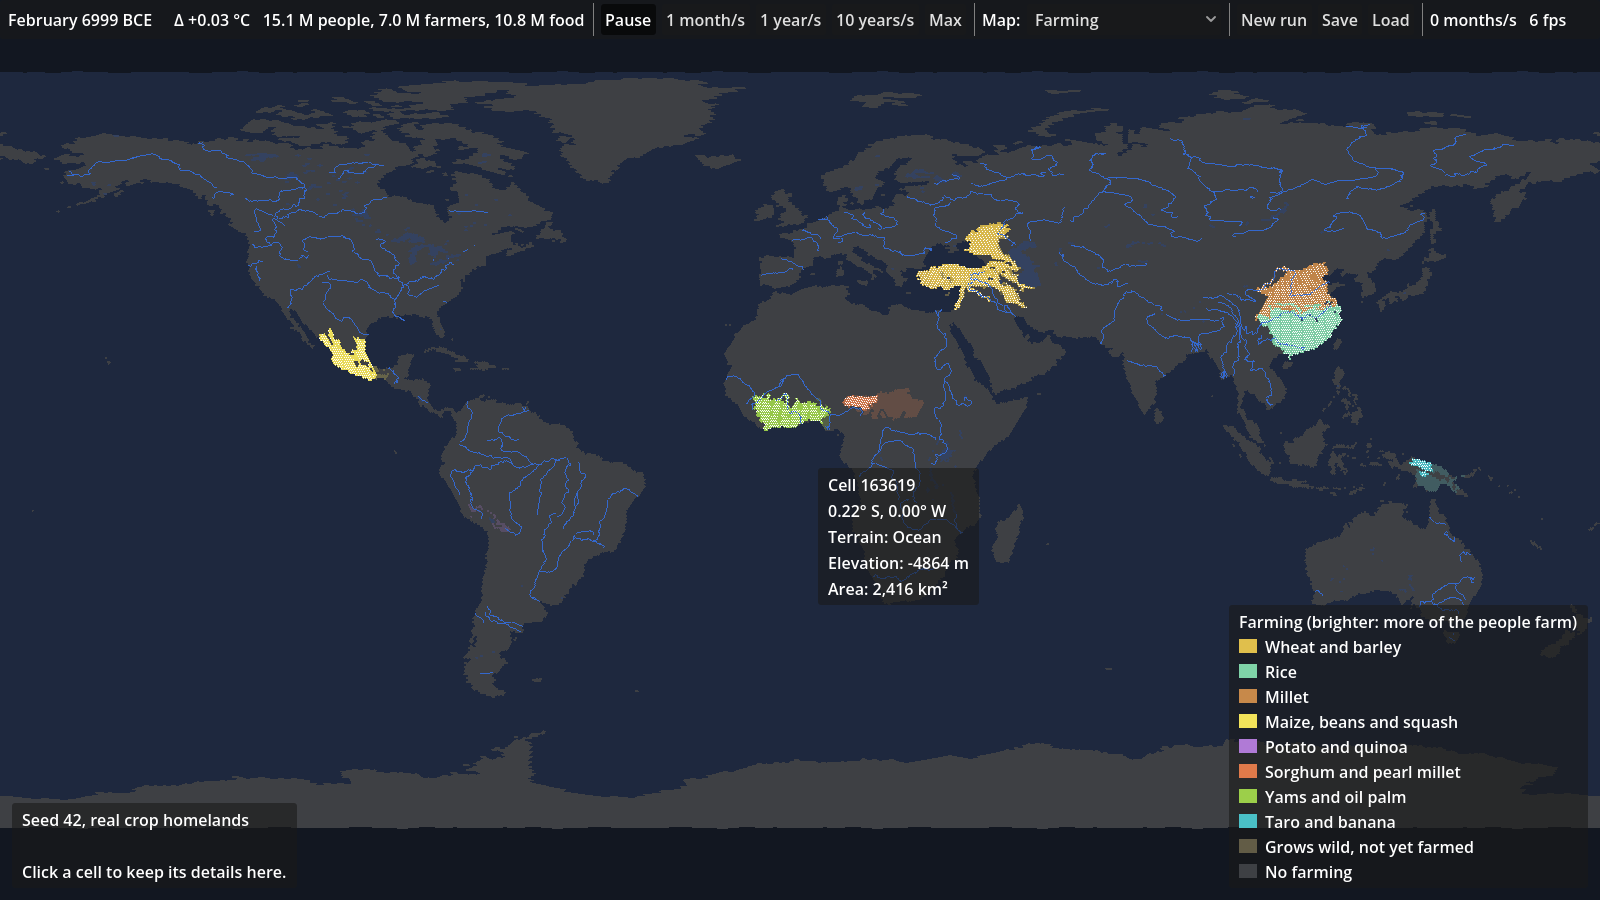 February 6999 BCE Δ +0.03 °C 15.1 M people, 7.0 M farmers, 10.8 M food Pause 1 month/s 1 year/s 10 years/s Max Map: Farming New run Save Load 0 months/s 6 fps
Cell 163619
0.22° S, 0.00° W
Terrain: Ocean
Elevation: -4864 m
Area: 2,416 km²
Farming (brighter: more of the people farm)
Wheat and barley
Rice
Millet
Maize, beans and squash
Potato and quinoa
Sorghum and pearl millet
Yams and oil palm
Taro and banana
Grows wild, not yet farmed
No farming
Seed 42, real crop homelands
Click a cell to keep its details here.